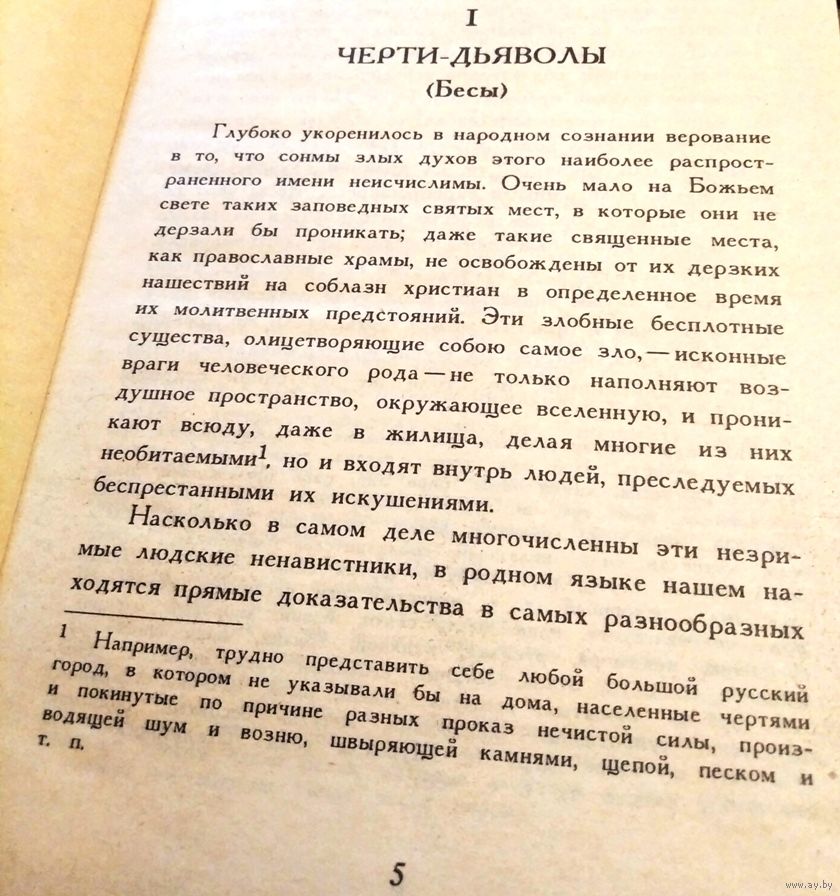 I
ЧЕРТИ-ДЬЯВОЛЫ
(Бесы)
Глубоко укоренилось в народном сознании верование
в то, что сонмы злых духов этого наиболее распрост-
раненного имени неисчислимы. Очень мало на Божьем
свете таких заповедных святых мест, в которые они не
дерзали бы проникать; даже такие священные места,
как православные храмы, не освобождены от их дерзких
нашествий на соблазн христиан в определенное время
их молитвенных предстояний. Эти злобные бесплотные
существа, олицетворяющие собою самое зло, — исконные
враги человеческого рода — не только наполняют воз-
душное пространство, окружающее вселенную, и прони-
кают всюду, даже в жилища, делая многие из них
необитаемыми1, но и входят внутрь людей, преследуемых
беспрестанными их искушениями.
Насколько в самом деле многочисленны эти незри-
мые людские ненавистники, в родном языке нашем на-
ходятся прямые доказательства в самых разнообразных
1 Например, трудно представить себе любой большой русский
город, в котором не указывали бы на дома, населенные чертями
и покинутые по причине разных проказ нечистой силы, произ-
водящей шум и возню, швыряющей камнями, щепой, песком и
т. п.
5
www.ay.by